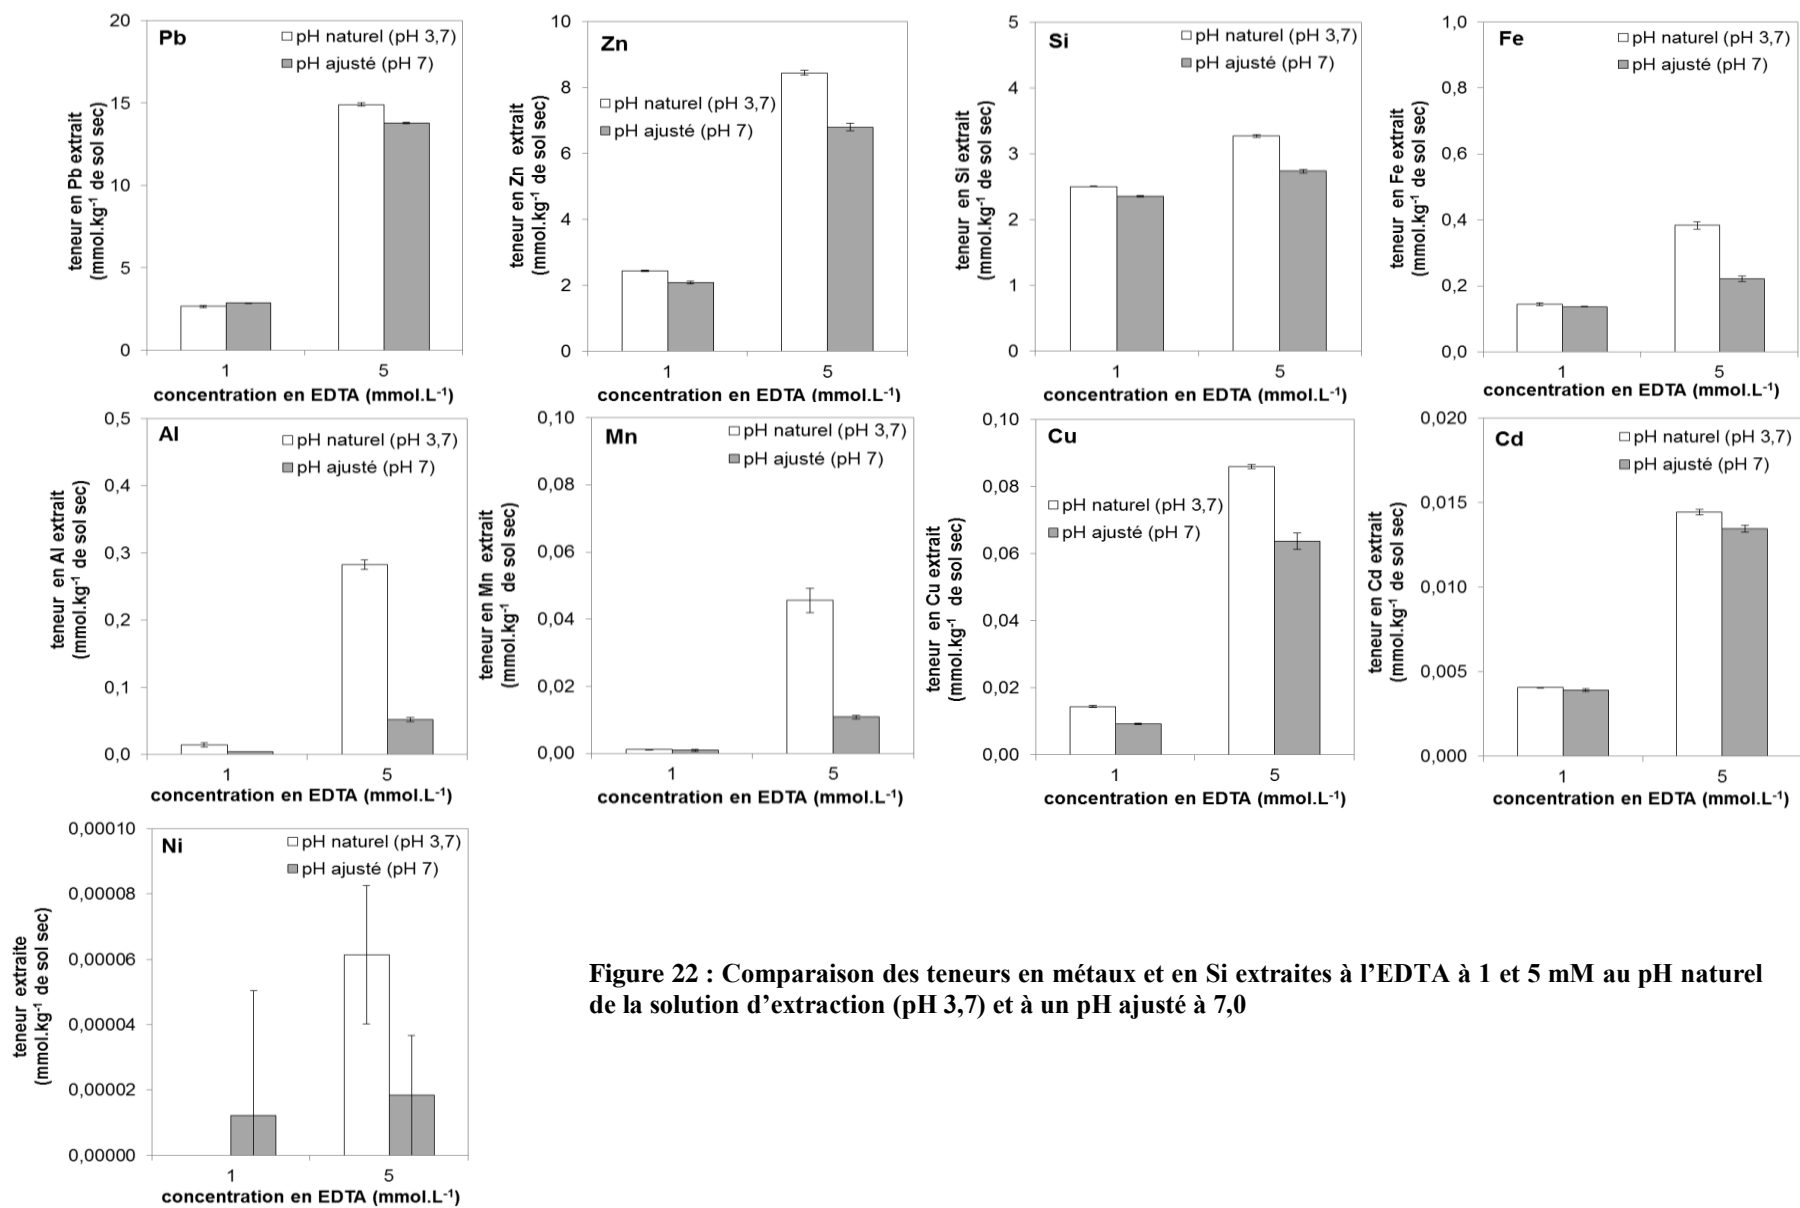 Pb
pH naturel (pH 3,7)
pH ajusté (pH 7)
20
15
10
5
0
teneur en Pb extrait
(mmol.kg⁻¹ de sol sec)
1
5
concentration en EDTA (mmol.L⁻¹)
Zn
pH naturel (pH 3,7)
pH ajusté (pH 7)
10
8
6
4
2
0
teneur en Zn extrait
(mmol.kg⁻¹ de sol sec)
1
5
concentration en EDTA (mmol.L⁻¹)
Si
pH naturel (pH 3,7)
pH ajusté (pH 7)
5
4
3
2
1
0
teneur en Si extrait
(mmol.kg⁻¹ de sol sec)
1
5
concentration en EDTA (mmol.L⁻¹)
Fe
pH naturel (pH 3,7)
pH ajusté (pH 7)
1,0
0,8
0,6
0,4
0,2
0,0
teneur en Fe extrait
(mmol.kg⁻¹ de sol sec)
1
5
concentration en EDTA (mmol.L⁻¹)
Al
pH naturel (pH 3,7)
pH ajusté (pH 7)
0,5
0,4
0,3
0,2
0,1
0,0
teneur en Al extrait
(mmol.kg⁻¹ de sol sec)
1
5
concentration en EDTA (mmol.L⁻¹)
Mn
pH naturel (pH 3,7)
pH ajusté (pH 7)
0,10
0,08
0,06
0,04
0,02
0,00
teneur en Mn extrait
(mmol.kg⁻¹ de sol sec)
1
5
concentration en EDTA (mmol.L⁻¹)
Cu
pH naturel (pH 3,7)
pH ajusté (pH 7)
0,10
0,08
0,06
0,04
0,02
0,00
teneur en Cu extrait
(mmol.kg⁻¹ de sol sec)
1
5
concentration en EDTA (mmol.L⁻¹)
Cd
pH naturel (pH 3,7)
pH ajusté (pH 7)
0,020
0,015
0,010
0,005
0,000
teneur en Cd extrait
(mmol.kg⁻¹ de sol sec)
1
5
concentration en EDTA (mmol.L⁻¹)
Ni
pH naturel (pH 3,7)
pH ajusté (pH 7)
0,00010
0,00008
0,00006
0,00004
0,00002
0,00000
teneur extraite
(mmol.kg⁻¹ de sol sec)
1
5
concentration en EDTA (mmol.L⁻¹)
Figure 22 : Comparaison des teneurs en métaux et en Si extraites à l’EDTA à 1 et 5 mM au pH naturel
de la solution d’extraction (pH 3,7) et à un pH ajusté à 7,0